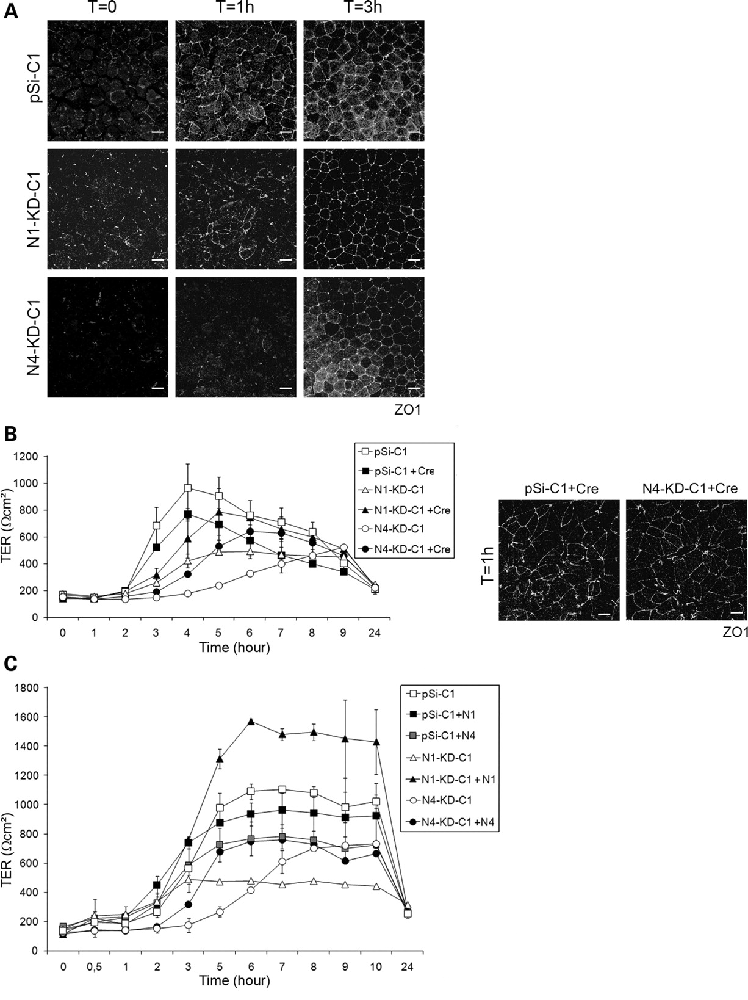 A
T=0 T=1h T=3h
pSi-C1
N1-KD-C1
N4-KD-C1
ZO1
B
TER (Ωcm²)
1200
1000
800
600
400
200
0
0 1 2 3 4 5 6 7 8 9 24
Time (hour)
pSi-C1
pSi-C1 +Cre
N1-KD-C1
N1-KD-C1 +Cre
N4-KD-C1
N4-KD-C1 +Cre
pSi-C1+Cre N4-KD-C1+Cre
T=1h
ZO1
C
TER (Ωcm²)
1800
1600
1400
1200
1000
800
600
400
200
0
0 0,5 1 2 3 5 6 7 8 9 10 24
Time (hour)
pSi-C1
pSi-C1+N1
pSi-C1+N4
N1-KD-C1
N1-KD-C1 + N1
N4-KD-C1
N4-KD-C1 +N4